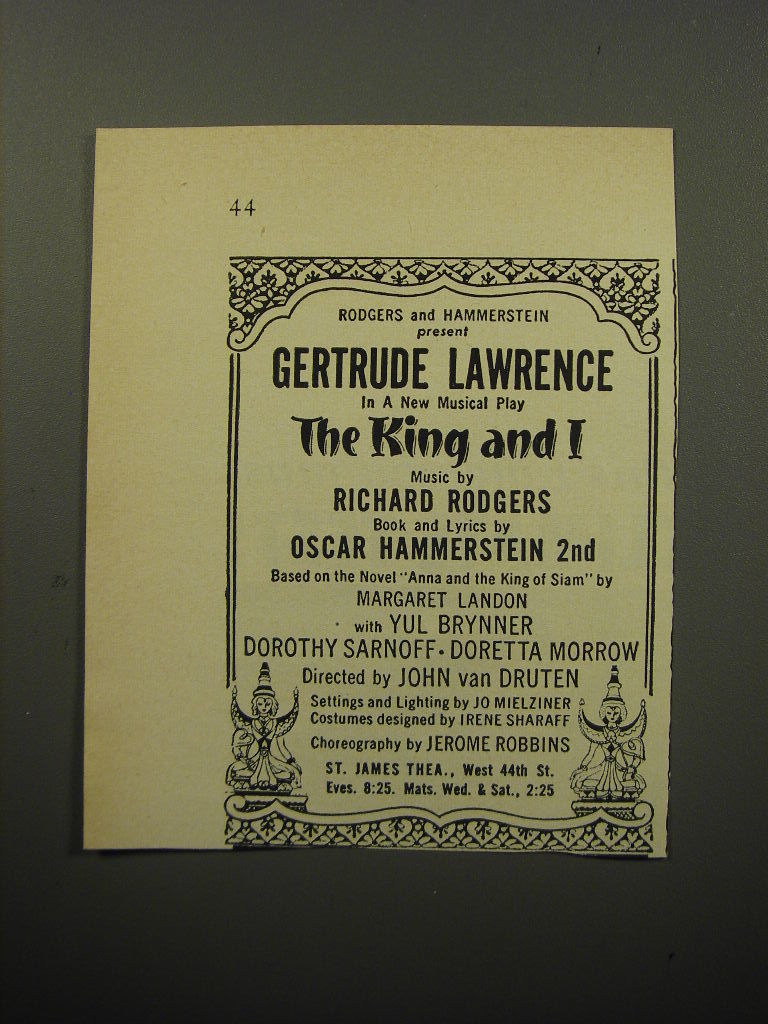 44
RODGERS and HAMMERSTEIN
present
GERTRUDE LAWRENCE
In A New Musical Play
The King and I
Music by
RICHARD RODGERS
Book and Lyrics by
OSCAR HAMMERSTEIN 2nd
Based on the Novel "Anna and the King of Siam" by
MARGARET LANDON
with YUL BRYNNER
DOROTHY SARNOFF · DORETTA MORROW
Directed by JOHN van DRUTEN
Settings and Lighting by JO MIELZINER
Costumes designed by IRENE SHARAFF
Choreography by JEROME ROBBINS
ST. JAMES THEA., West 44th St.
Eves. 8:25. Mats. Wed. & Sat., 2:25